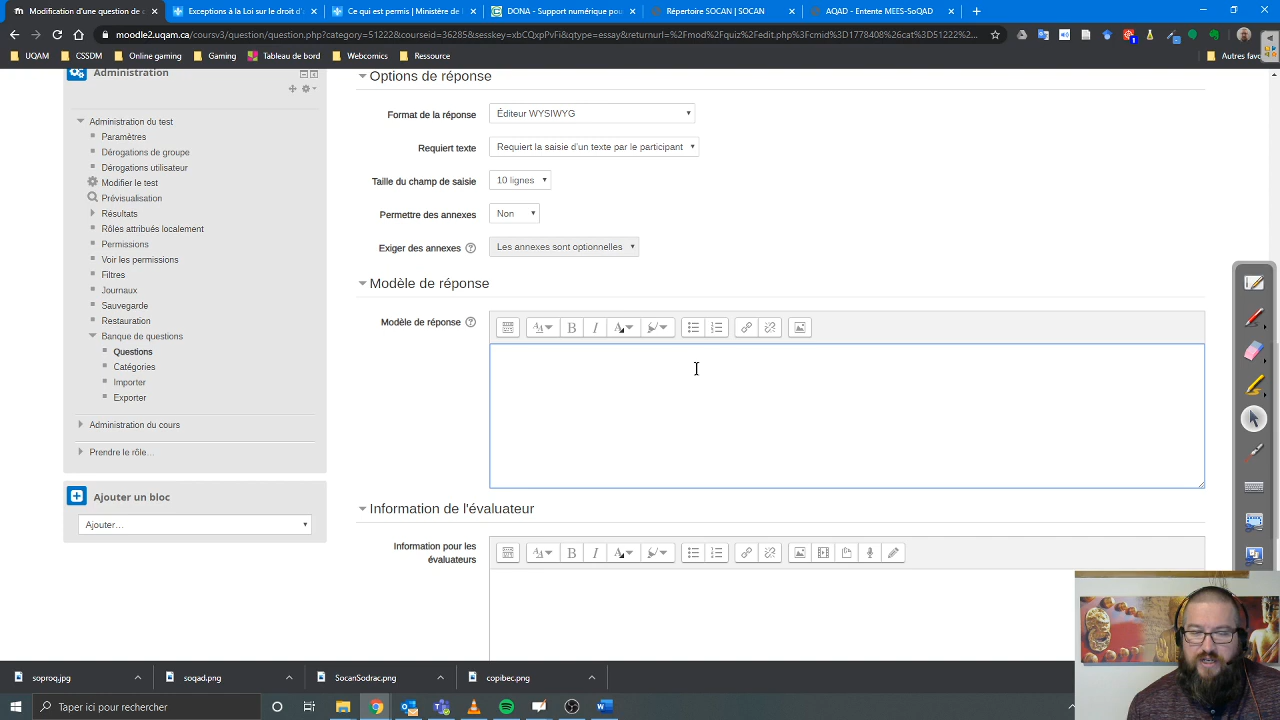 Modification d'une question de c
Exceptions à la Loi sur le droit d'
Ce qui est permis | Ministère de l
DONA - Support numérique pou
Répertoire SOCAN | SOCAN
AQAD - Entente MEES-SoQAD
moodle2.uqam.ca/coursv3/question/question.php?category=51222&courseid=36285&sesskey=xbCQxpPvFi&qtype=essay&returnurl=%2Fmod%2Fquiz%2Fedit.php%3Fcmid%3D1778408%26cat%3D51222%2...
UQAM
CSSDM
Online gaming
Gaming
Tableau de bord
Webcomics
Ressource
Autres favo
Administration
Administration du test
Paramètres
Dérogations de groupe
Dérogations utilisateur
Modifier le test
Prévisualisation
Résultats
Rôles attribués localement
Permissions
Voir les permissions
Filtres
Journaux
Sauvegarde
Restauration
Banque de questions
Questions
Catégories
Importer
Exporter
Administration du cours
Prendre le rôle...
Ajouter un bloc
Ajouter...
Options de réponse
Format de la réponse
Éditeur WYSIWYG
Requiert texte
Requiert la saisie d'un texte par le participant
Taille du champ de saisie
10 lignes
Permettre des annexes
Non
Exiger des annexes
Les annexes sont optionnelles
Modèle de réponse
Modèle de réponse
Information de l'évaluateur
Information pour les
évaluateurs
soproq.jpg
soqad.png
SocanSodrac.png
copibec.png
Taper ici pour rechercher